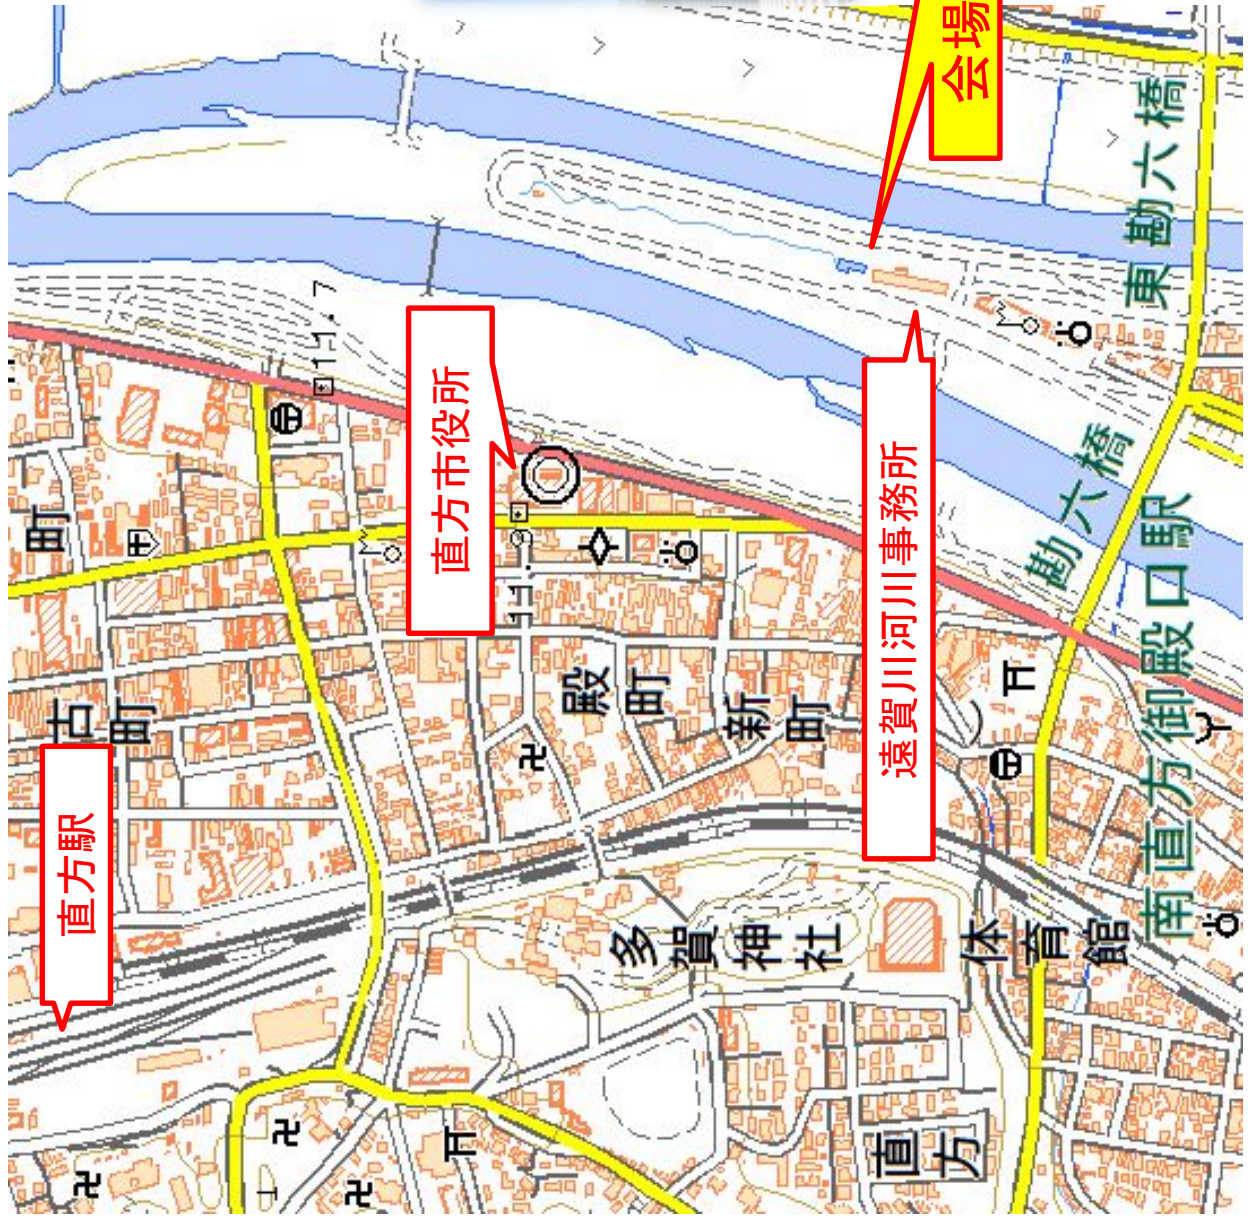 会場
東勘六橋
11.7
直方市役所
町
11.9
勘六橋
遠賀川河川事務所
南直方御殿口駅
殿町
新町
古町
直方駅
多賀神社
体育館
直方